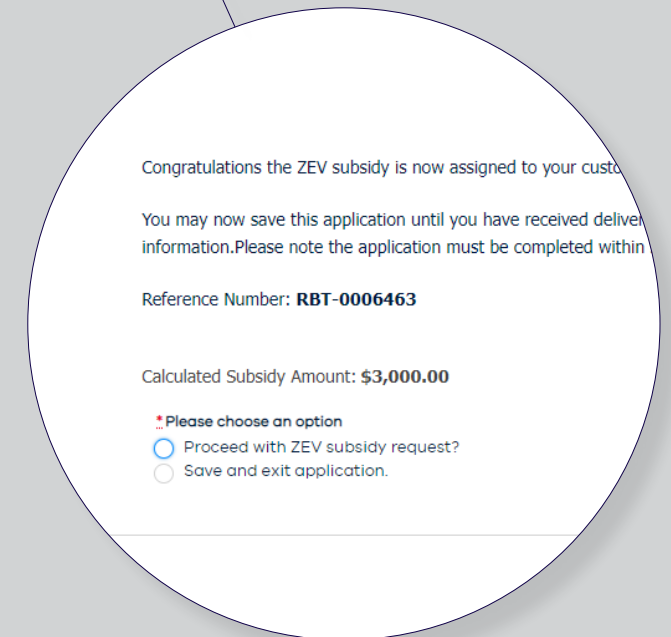 Congratulations the ZEV subsidy is now assigned to your
You may now save this application until you have received
information.Please note the application must be completed within
Reference Number: RBT-0006463
Calculated Subsidy Amount: $3,000.00
* Please choose an option
Proceed with ZEV subsidy request?
Save and exit application.